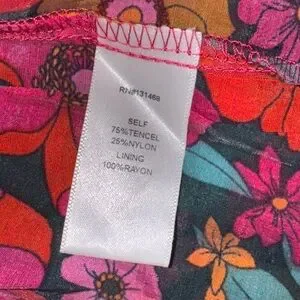 RN#131468
SELF
75%TENCEL
25%NYLON
LINING
100%RAYON